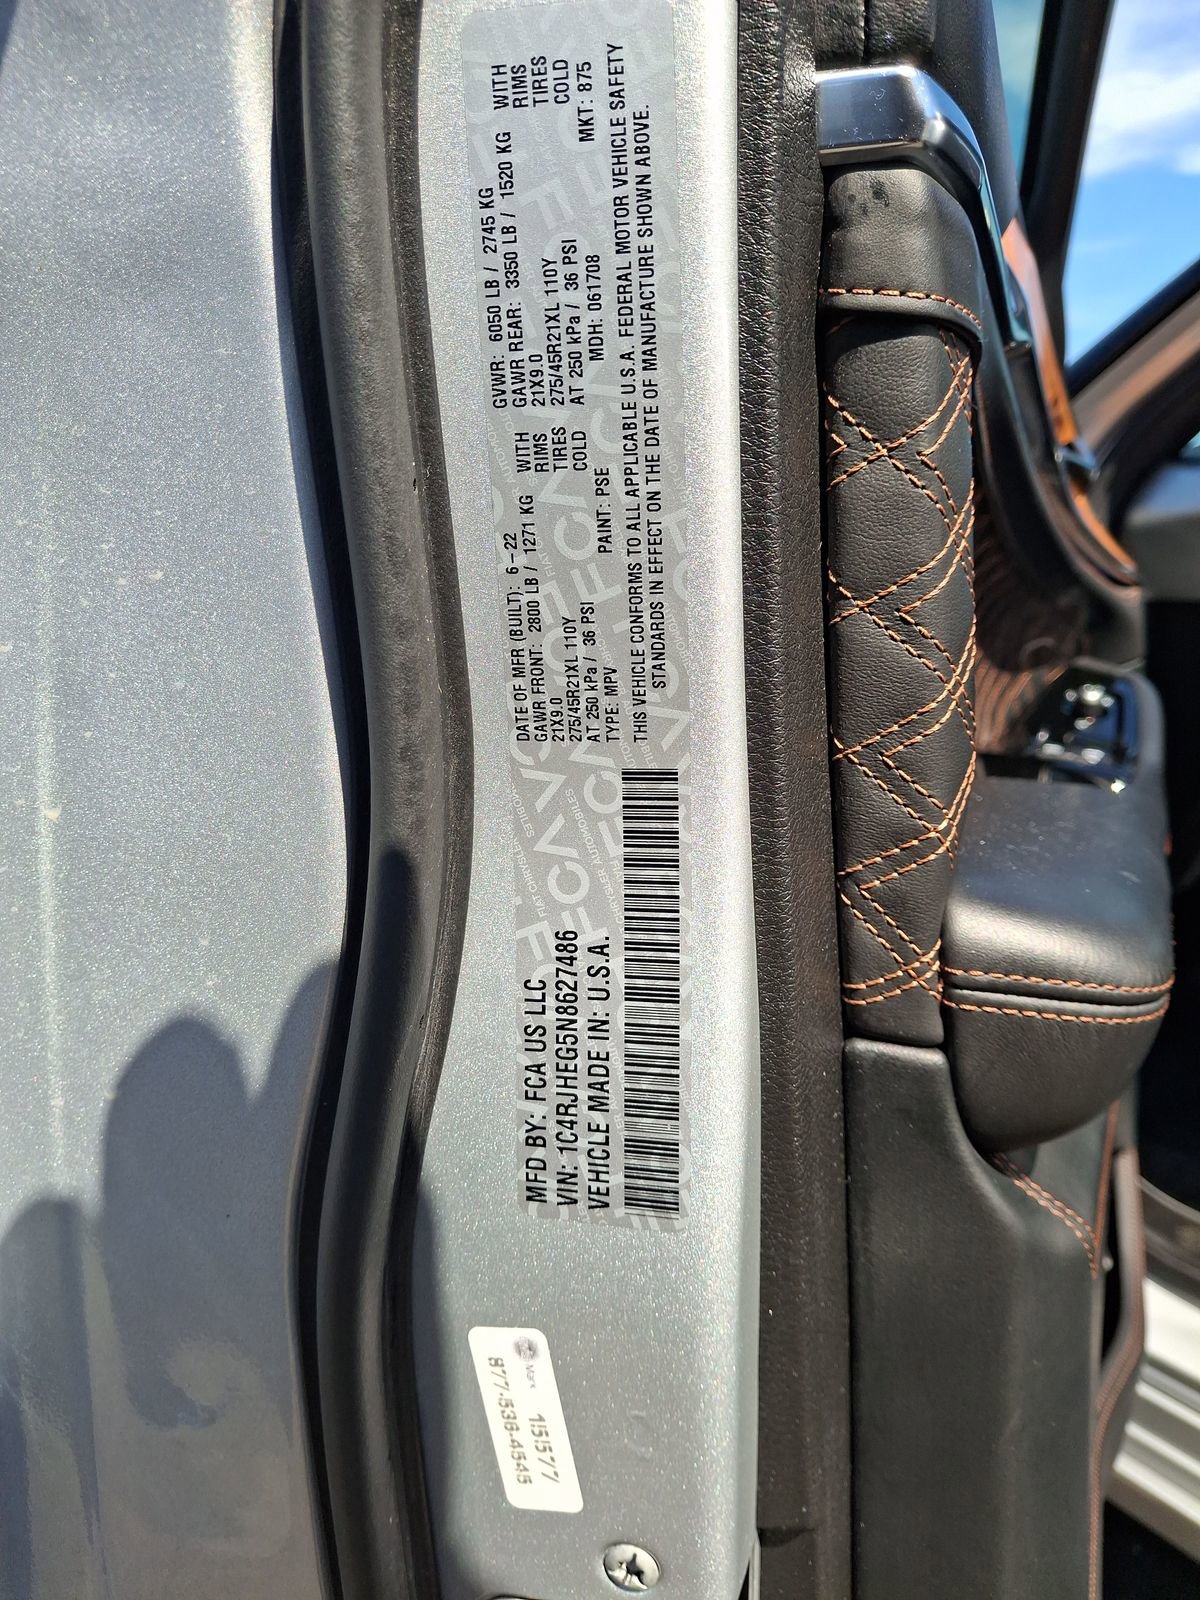 MFD BY: FCA US LLC
VIN: 1C4RJHEG5N8627486
VEHICLE MADE IN: U.S.A.
DATE OF MFR (BUILT): 6-22
GAWR FRONT: 2800 LB / 1271 KG WITH
21X9.0 RIMS
275/45R21XL 110Y TIRES
AT 250 kPa / 36 PSI COLD
TYPE: MPV PAINT: PSE
GVWR: 6050 LB / 2745 KG
GAWR REAR: 3350 LB / 1520 KG WITH
21X9.0 RIMS
275/45R21XL 110Y TIRES
AT 250 kPa / 36 PSI COLD
MDH: 061708 MKT: 875
THIS VEHICLE CONFORMS TO ALL APPLICABLE U.S.A. FEDERAL MOTOR VEHICLE SAFETY
STANDARDS IN EFFECT ON THE DATE OF MANUFACTURE SHOWN ABOVE.
877-536-4545